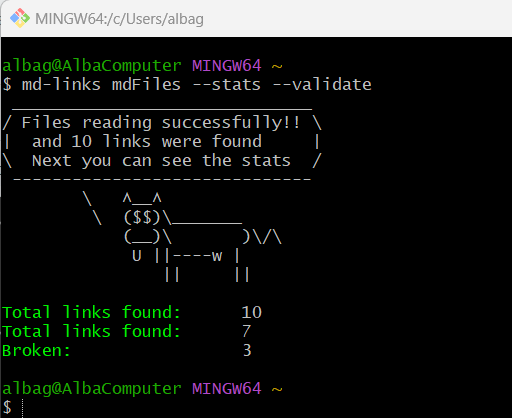 MINGW64:/c/Users/albag
albag@AlbaComputer MINGW64 ~
$ md-links mdFiles --stats --validate
 ______________________________
/ Files reading successfully!! \
|  and 10 links were found     |
\  Next you can see the stats  /
 ------------------------------
        \   ^__^
         \  ($$)\_______
            (__)\       )\/\
             U ||----w |
                ||     ||
Total links found:      10
Total links found:      7
Broken:                 3
albag@AlbaComputer MINGW64 ~
$